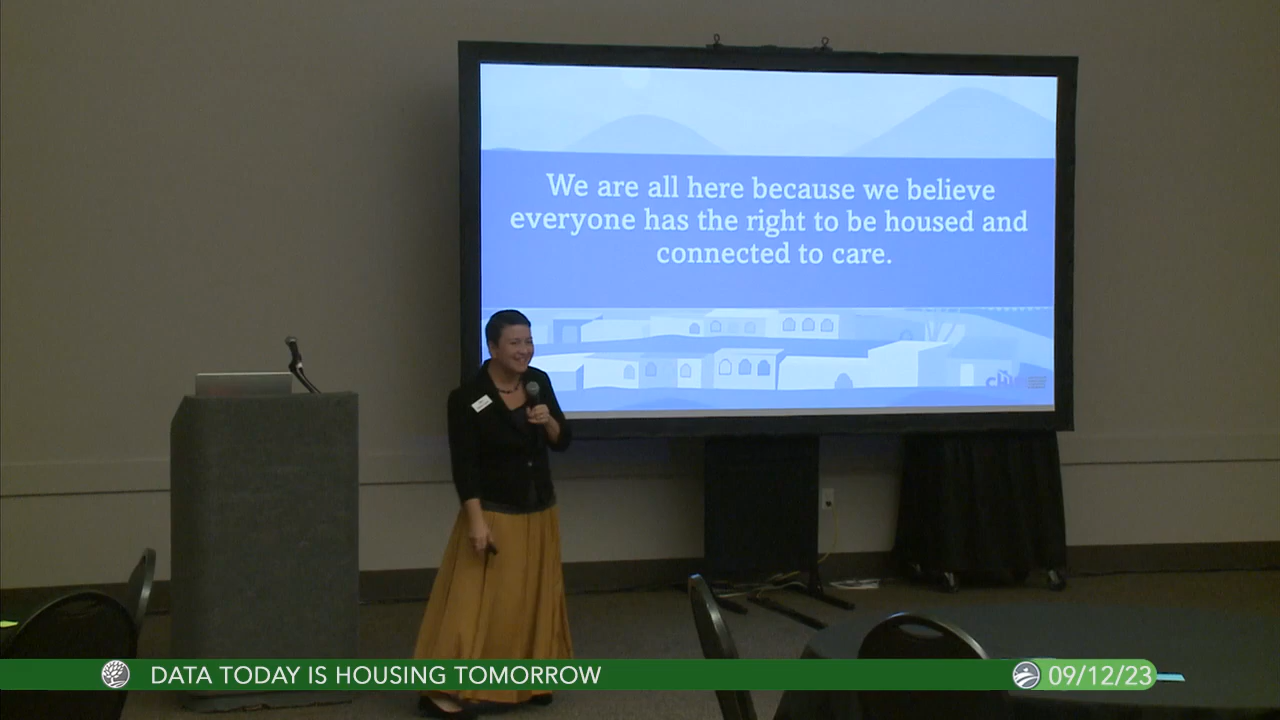 We are all here because we believe
everyone has the right to be housed and
connected to care.
DATA TODAY IS HOUSING TOMORROW
09/12/23